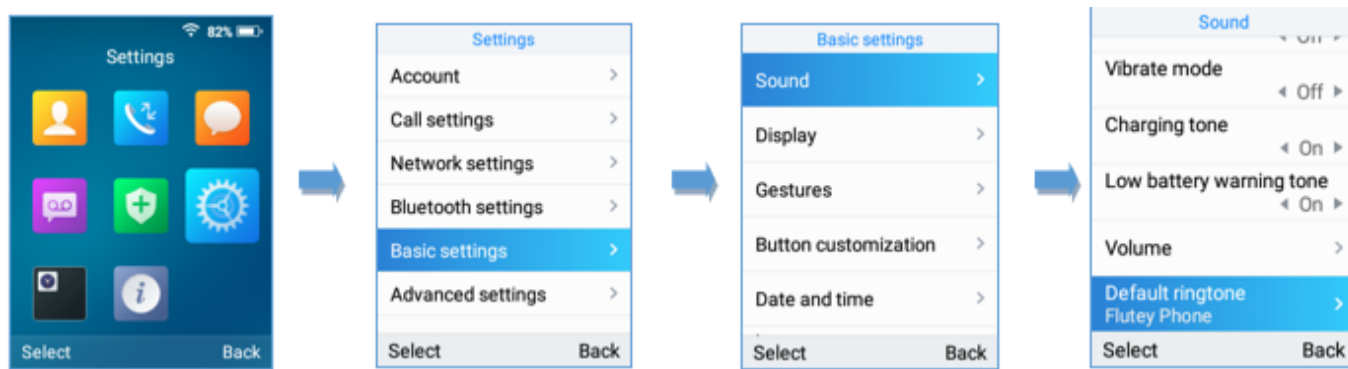 82%
Settings
Select Back
Settings
Account
Call settings
Network settings
Bluetooth settings
Basic settings
Advanced settings
Select Back
Basic settings
Sound
Display
Gestures
Button customization
Date and time
Select Back
Sound
Vibrate mode
Off
Charging tone
On
Low battery warning tone
On
Volume
Default ringtone
Flutey Phone
Select Back